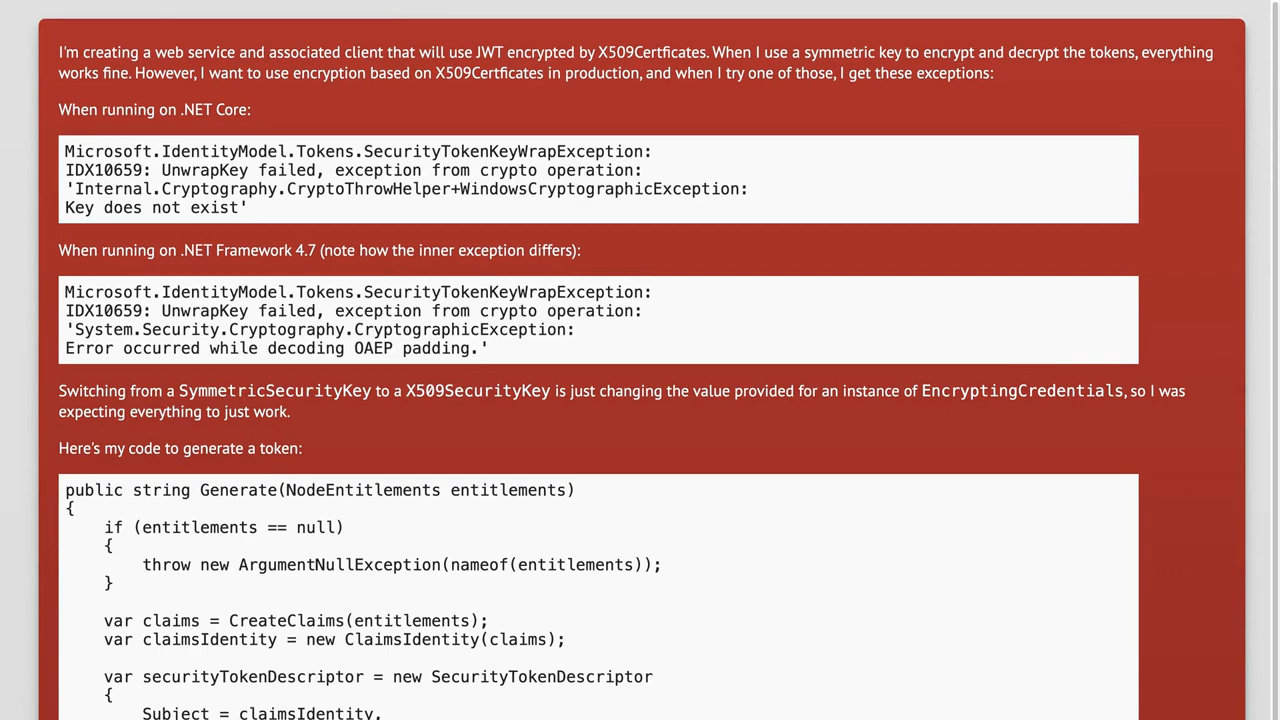 I'm creating a web service and associated client that will use JWT encrypted by X509Certficates. When I use a symmetric key to encrypt and decrypt the tokens, everything
works fine. However, I want to use encryption based on X509Certficates in production, and when I try one of those, I get these exceptions:
When running on .NET Core:
Microsoft.IdentityModel.Tokens.SecurityTokenKeyWrapException:
IDX10659: UnwrapKey failed, exception from crypto operation:
'Internal.Cryptography.CryptoThrowHelper+WindowsCryptographicException:
Key does not exist'
When running on .NET Framework 4.7 (note how the inner exception differs):
Microsoft.IdentityModel.Tokens.SecurityTokenKeyWrapException:
IDX10659: UnwrapKey failed, exception from crypto operation:
'System.Security.Cryptography.CryptographicException:
Error occurred while decoding OAEP padding.'
Switching from a SymmetricSecurityKey to a X509SecurityKey is just changing the value provided for an instance of EncryptingCredentials, so I was
expecting everything to just work.
Here's my code to generate a token:
public string Generate(NodeEntitlements entitlements)
{
    if (entitlements == null)
    {
        throw new ArgumentNullException(nameof(entitlements));
    }
    var claims = CreateClaims(entitlements);
    var claimsIdentity = new ClaimsIdentity(claims);
    var securityTokenDescriptor = new SecurityTokenDescriptor
    {
        Subject = claimsIdentity,